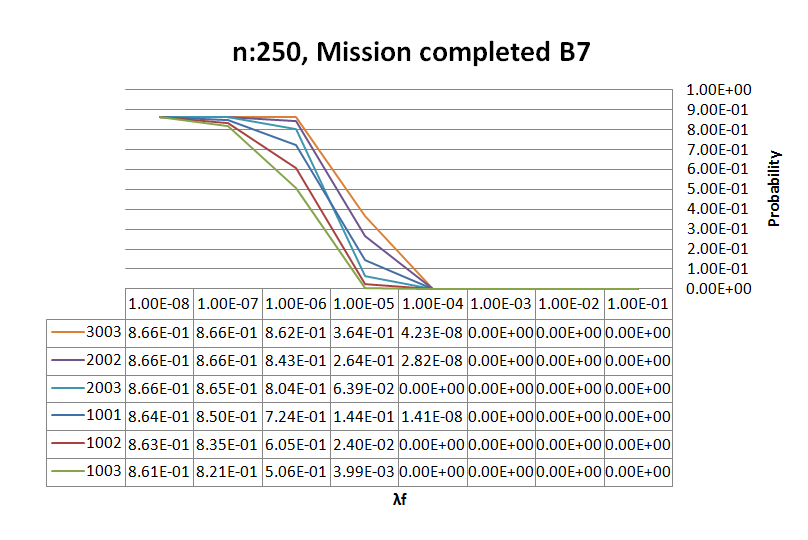 n:250, Mission completed B7
1.00E+00
9.00E-01
8.00E-01
7.00E-01
6.00E-01
5.00E-01
4.00E-01
3.00E-01
2.00E-01
1.00E-01
0.00E+00
Probability
1.00E-08 1.00E-07 1.00E-06 1.00E-05 1.00E-04 1.00E-03 1.00E-02 1.00E-01
3003 8.66E-01 8.66E-01 8.62E-01 3.64E-01 4.23E-08 0.00E+00 0.00E+00 0.00E+00
2002 8.66E-01 8.66E-01 8.43E-01 2.64E-01 2.82E-08 0.00E+00 0.00E+00 0.00E+00
2003 8.66E-01 8.65E-01 8.04E-01 6.39E-02 0.00E+00 0.00E+00 0.00E+00 0.00E+00
1001 8.64E-01 8.50E-01 7.24E-01 1.44E-01 1.41E-08 0.00E+00 0.00E+00 0.00E+00
1002 8.63E-01 8.35E-01 6.05E-01 2.40E-02 0.00E+00 0.00E+00 0.00E+00 0.00E+00
1003 8.61E-01 8.21E-01 5.06E-01 3.99E-03 0.00E+00 0.00E+00 0.00E+00 0.00E+00
λf